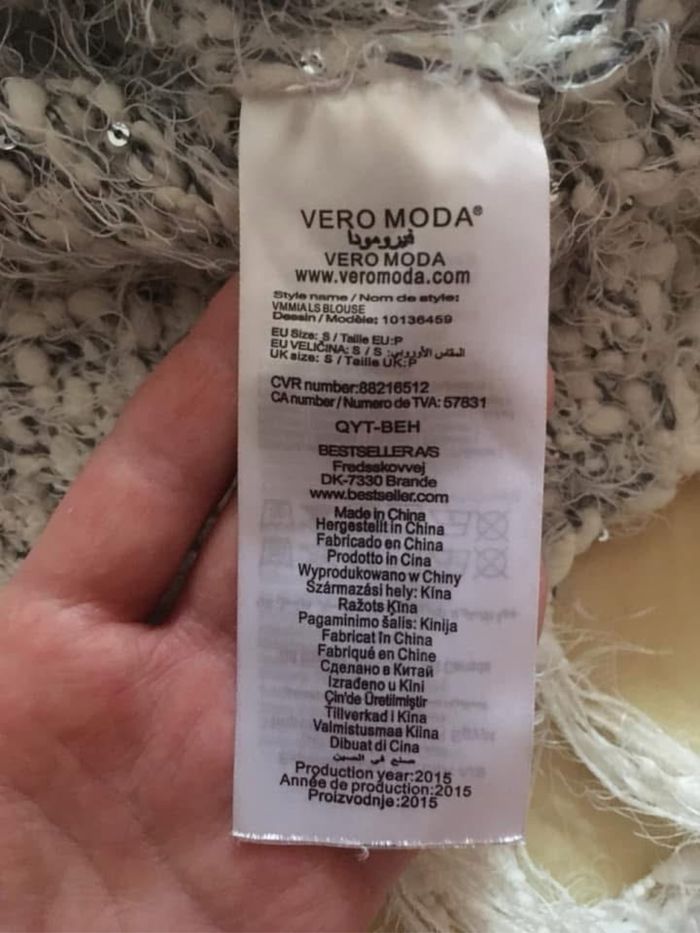 VERO MODA®
ڤيرومودا
VERO MODA
www.veromoda.com
Style name / Nom de style:
VMMIALS BLOUSE
Dessin / Modèle: 10136459
EU Size: S / Taille EU:P
EU VELIČINA: S / S :المقاس الأوروبي
UK size: S / Taille UK:P
CVR number:88216512
CA number / Numero de TVA: 57831
QYT-BEH
BESTSELLER A/S
Fredsskovvej
DK-7330 Brande
www.bestseller.com
Made in China
Hergestellt in China
Fabricado en China
Prodotto in Cina
Wyprodukowano w Chiny
Származási hely: Kína
Ražots Ķīna
Pagaminimo šalis: Kinija
Fabricat în China
Fabriqué en Chine
Сделано в Китай
Izrađeno u Kini
Çin'de Üretilmiştir
Tillverkad i Kina
Valmistusmaa Kiina
Dibuat di Cina
صنع في الصين
Production year:2015
Année de production:2015
Proizvodnje:2015